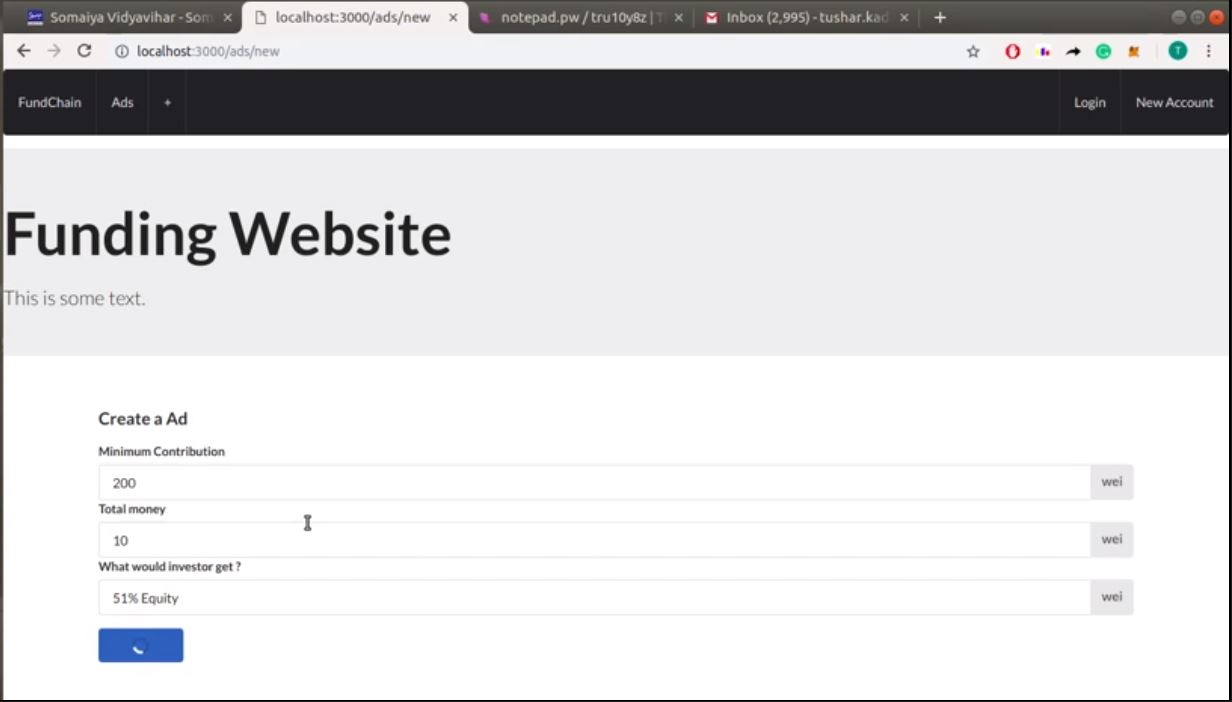 Somaiya Vidyavihar - Som
localhost:3000/ads/new
notepad.pw / tru10y8z | T
Inbox (2,995) - tushar.kad
localhost:3000/ads/new
T
FundChain Ads + Login New Account
Funding Website
This is some text.
Create a Ad
Minimum Contribution
200 wei
Total money
10 wei
What would investor get ?
51% Equity wei